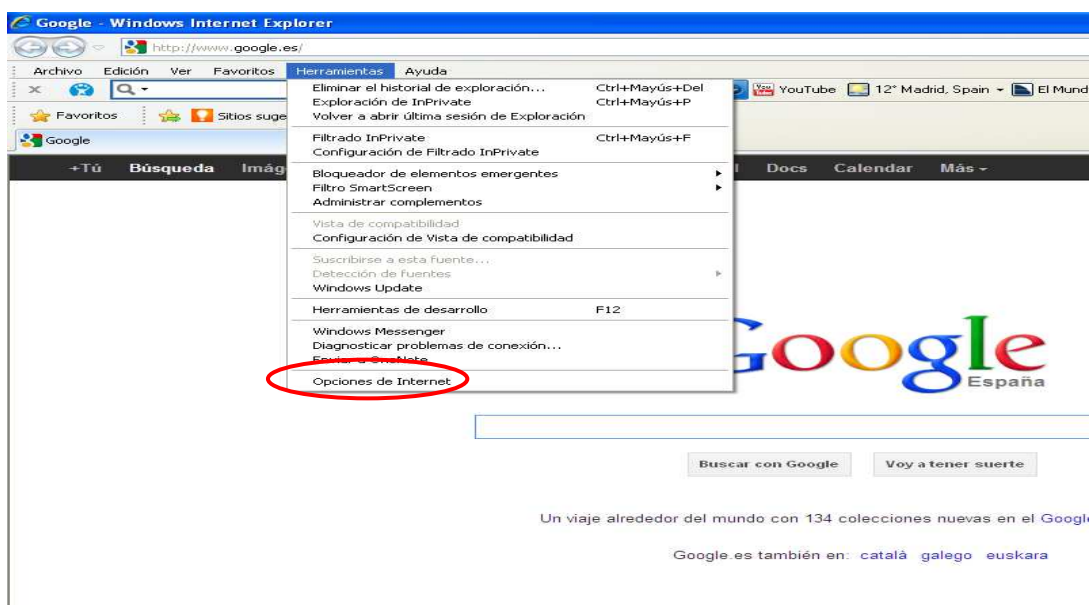 Google - Windows Internet Explorer
http://www.google.es/
Archivo Edición Ver Favoritos Herramientas Ayuda
YouTube 12° Madrid, Spain El Mund
Favoritos Sitios suge
Google
+Tú Búsqueda Imág Docs Calendar Más
Eliminar el historial de exploración... Ctrl+Mayús+Del
Exploración de InPrivate Ctrl+Mayús+P
Volver a abrir última sesión de Exploración
Filtrado InPrivate Ctrl+Mayús+F
Configuración de Filtrado InPrivate
Bloqueador de elementos emergentes
Filtro SmartScreen
Administrar complementos
Vista de compatibilidad
Configuración de Vista de compatibilidad
Suscribirse a esta fuente...
Detección de fuentes
Windows Update
Herramientas de desarrollo F12
Windows Messenger
Diagnosticar problemas de conexión...
Enviar a OneNote
Opciones de Internet
Google
España
Buscar con Google Voy a tener suerte
Un viaje alrededor del mundo con 134 colecciones nuevas en el Google
Google.es también en: català galego euskara